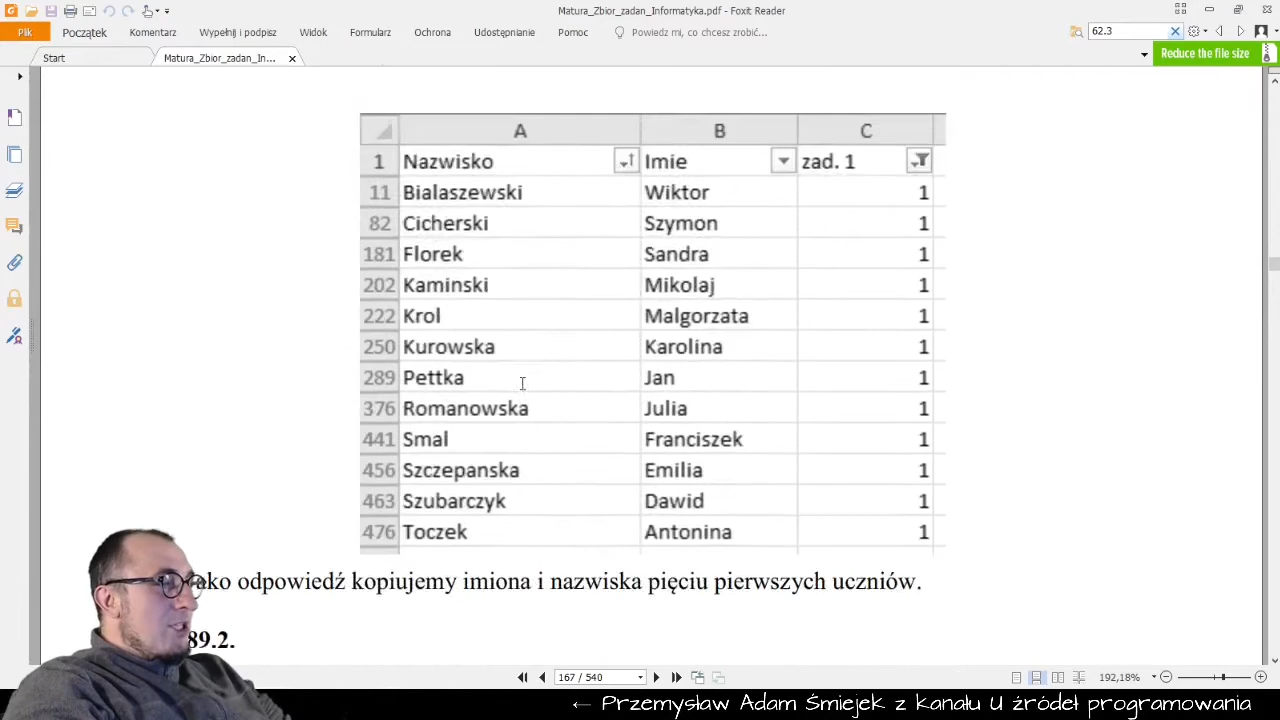 Matura_Zbior_zadan_Informatyka.pdf - Foxit Reader
Plik Początek Komentarz Wypełnij i podpisz Widok Formularz Ochrona Udostępnianie Pomoc Powiedz mi, co chcesz zrobić... 62.3
Start Matura_Zbior_zadan_In... Reduce the file size
A B C
1 Nazwisko Imie zad. 1
11 Bialaszewski Wiktor 1
82 Cicherski Szymon 1
181 Florek Sandra 1
202 Kaminski Mikolaj 1
222 Krol Malgorzata 1
250 Kurowska Karolina 1
289 Pettka Jan 1
376 Romanowska Julia 1
441 Smal Franciszek 1
456 Szczepanska Emilia 1
463 Szubarczyk Dawid 1
476 Toczek Antonina 1
ako odpowiedź kopiujemy imiona i nazwiska pięciu pierwszych uczniów.
89.2.
167 / 540 192,18%
← Przemysław Adam Śmiejek z kanału U źródeł programowania